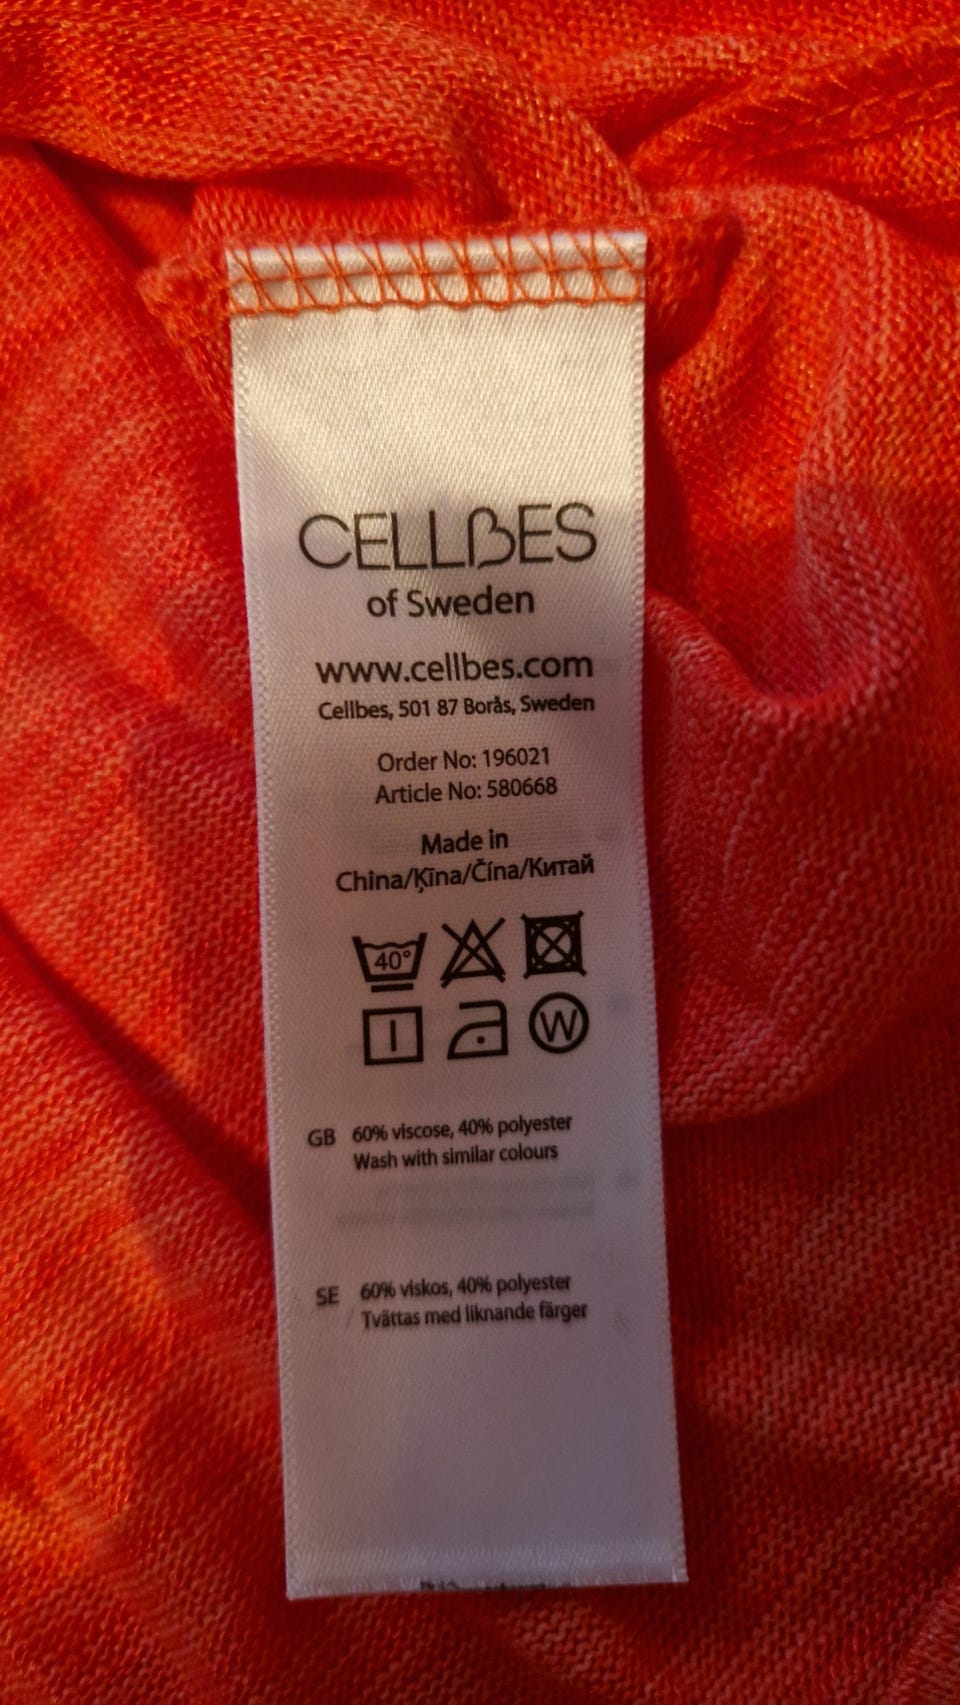 CELLBES
of Sweden
www.cellbes.com
Cellbes, 501 87 Borås, Sweden
Order No: 196021
Article No: 580668
Made in
China/Ķīna/Čína/Китай
40°
W
GB 60% viscose, 40% polyester
Wash with similar colours
SE 60% viskos, 40% polyester
Tvättas med liknande färger